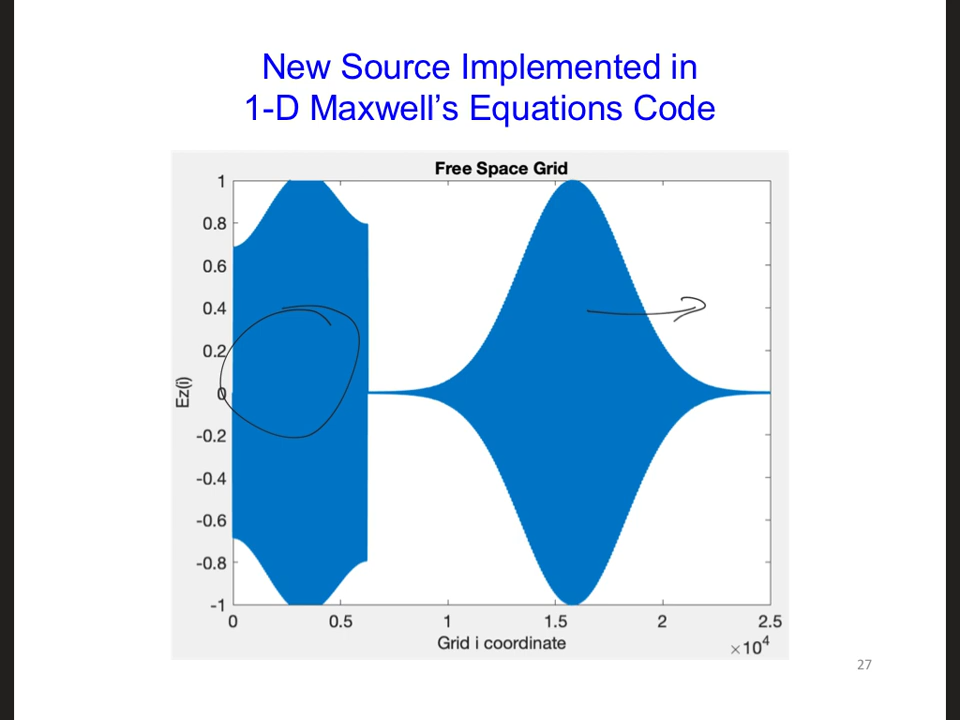 New Source Implemented in
1-D Maxwell's Equations Code
Free Space Grid
1
0.8
0.6
0.4
0.2
0
-0.2
-0.4
-0.6
-0.8
-1
Ez(i)
0 0.5 1 1.5 2 2.5
Grid i coordinate
×10⁴
27